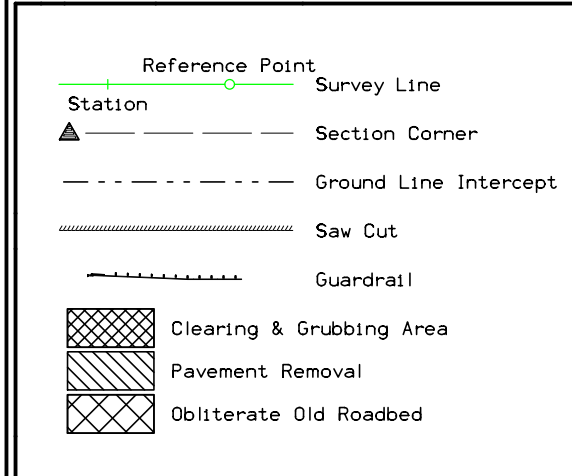 Reference Point
Survey Line
Station
Section Corner
Ground Line Intercept
Saw Cut
Guardrail
Clearing & Grubbing Area
Pavement Removal
Obliterate Old Roadbed